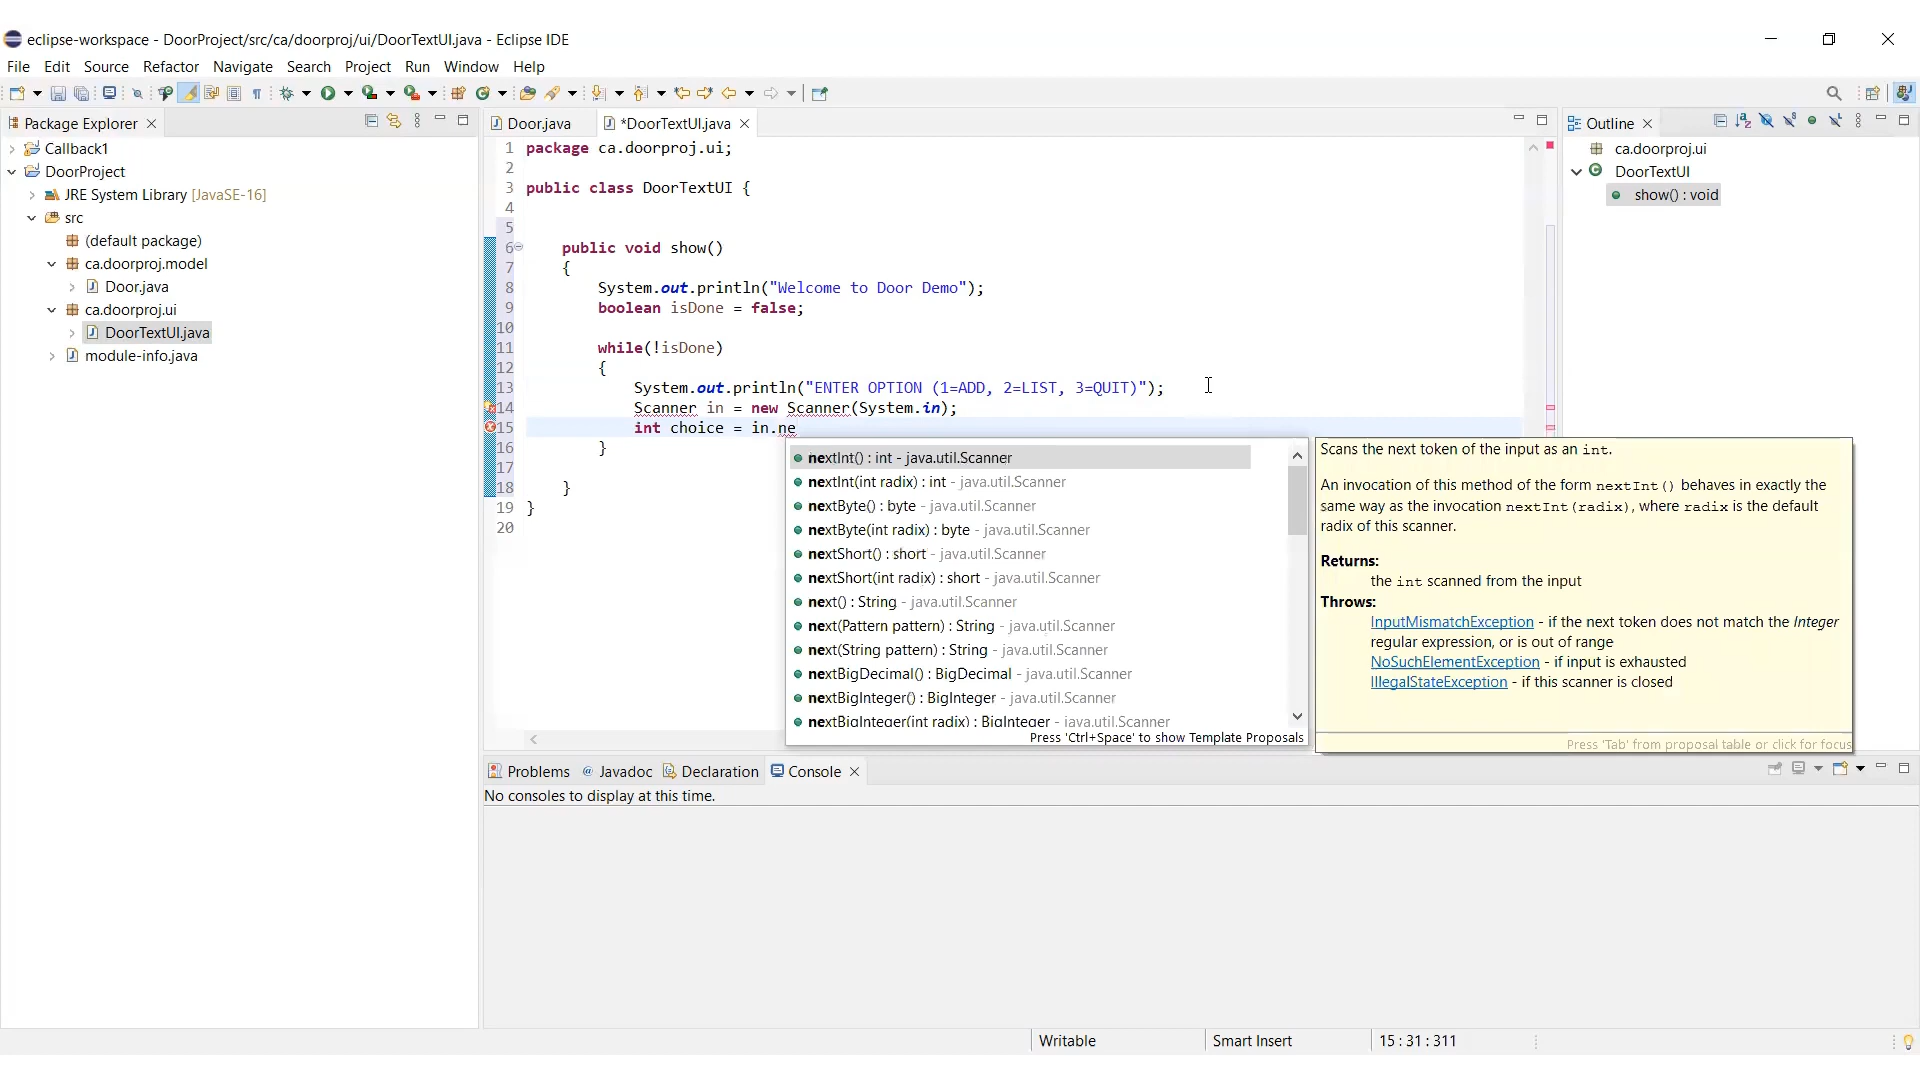 eclipse-workspace - DoorProject/src/ca/doorproj/ui/DoorTextUI.java - Eclipse IDE
File Edit Source Refactor Navigate Search Project Run Window Help
Package Explorer
Callback1
DoorProject
JRE System Library [JavaSE-16]
src
(default package)
ca.doorproj.model
Door.java
ca.doorproj.ui
DoorTextUI.java
module-info.java
Door.java
*DoorTextUI.java
1 package ca.doorproj.ui;
2
3 public class DoorTextUI {
4
5
6 public void show()
7 {
8 System.out.println("Welcome to Door Demo");
9 boolean isDone = false;
10
11 while(!isDone)
12 {
13 System.out.println("ENTER OPTION (1=ADD, 2=LIST, 3=QUIT)");
14 Scanner in = new Scanner(System.in);
15 int choice = in.ne
16 }
17
18 }
19 }
20
nextInt() : int - java.util.Scanner
nextInt(int radix) : int - java.util.Scanner
nextByte() : byte - java.util.Scanner
nextByte(int radix) : byte - java.util.Scanner
nextShort() : short - java.util.Scanner
nextShort(int radix) : short - java.util.Scanner
next() : String - java.util.Scanner
next(Pattern pattern) : String - java.util.Scanner
next(String pattern) : String - java.util.Scanner
nextBigDecimal() : BigDecimal - java.util.Scanner
nextBigInteger() : BigInteger - java.util.Scanner
nextBigInteger(int radix) : BigInteger - java.util.Scanner
Press 'Ctrl+Space' to show Template Proposals
Scans the next token of the input as an int.
An invocation of this method of the form nextInt() behaves in exactly the
same way as the invocation nextInt(radix), where radix is the default
radix of this scanner.
Returns:
the int scanned from the input
Throws:
InputMismatchException - if the next token does not match the Integer
regular expression, or is out of range
NoSuchElementException - if input is exhausted
IllegalStateException - if this scanner is closed
Press 'Tab' from proposal table or click for focus
Outline
ca.doorproj.ui
DoorTextUI
show() : void
Problems
@ Javadoc
Declaration
Console
No consoles to display at this time.
Writable
Smart Insert
15 : 31 : 311